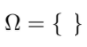 Ω = { }